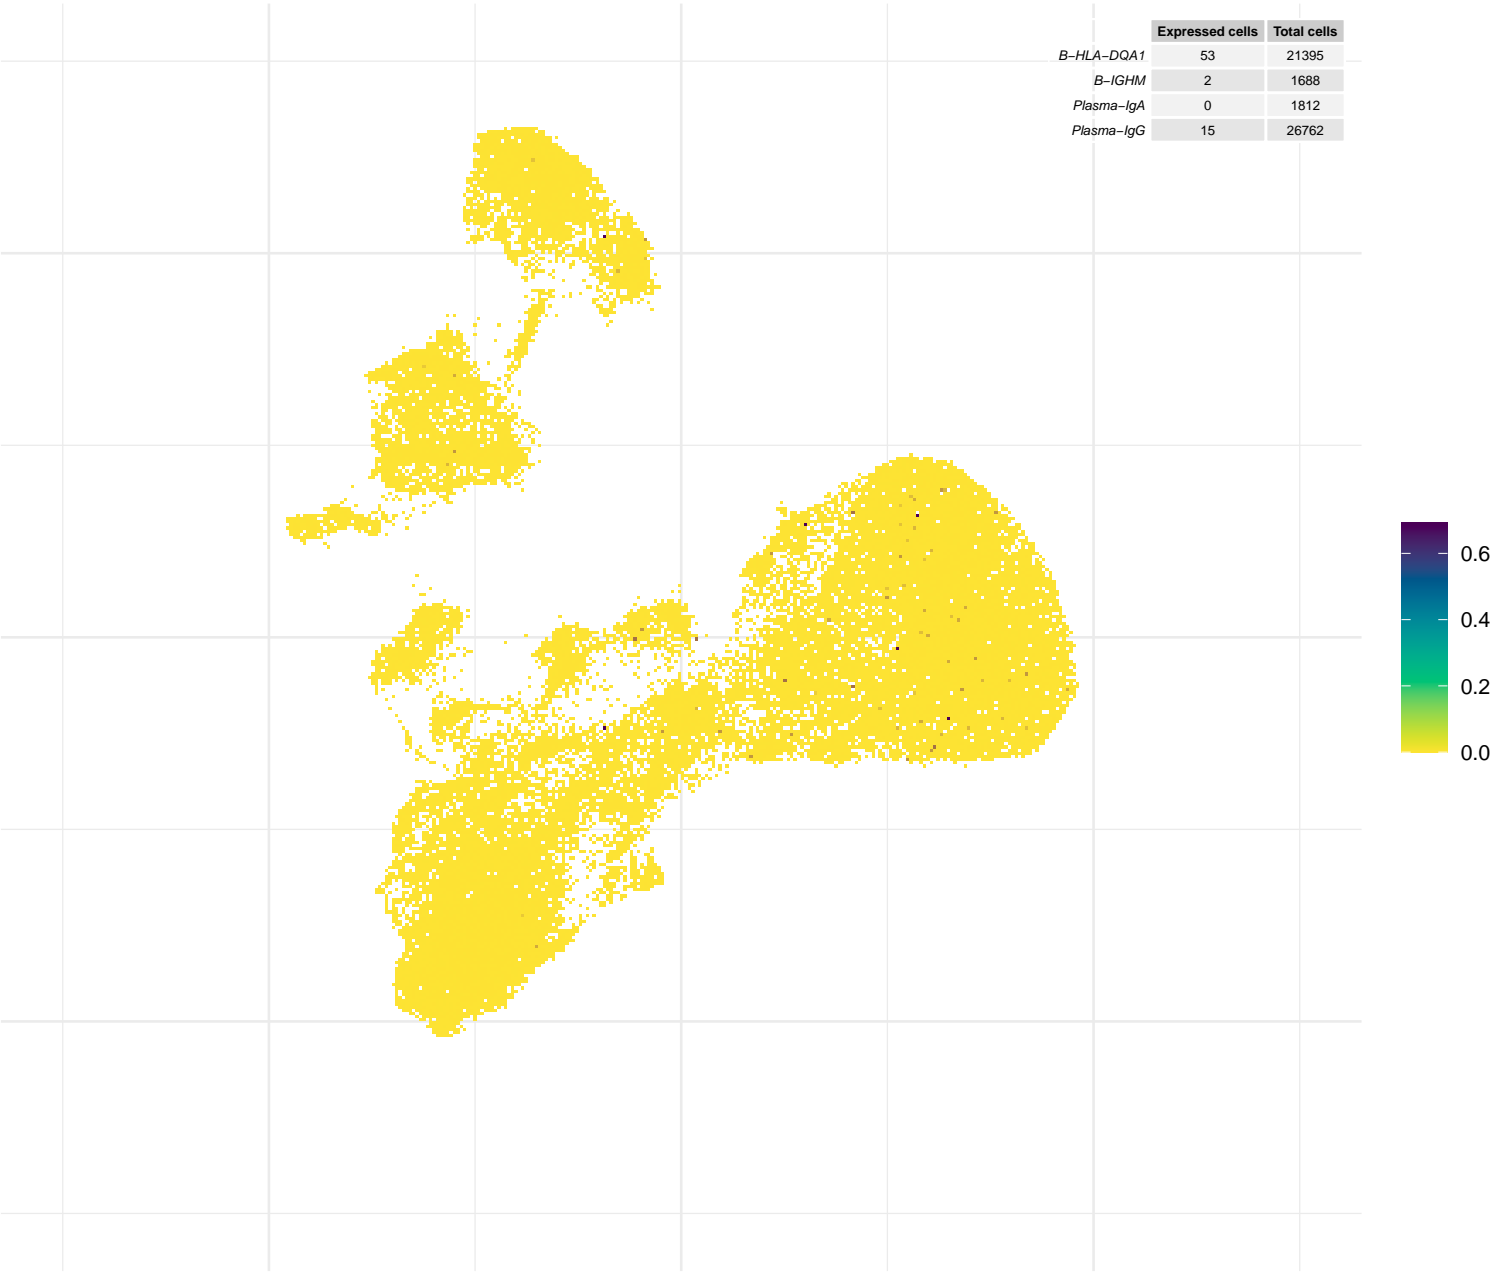 Expressed cells Total cells
B−HLA−DQA1 53 21395
B−IGHM 2 1688
Plasma−IgA 0 1812
Plasma−IgG 15 26762
0.6
0.4
0.2
0.0